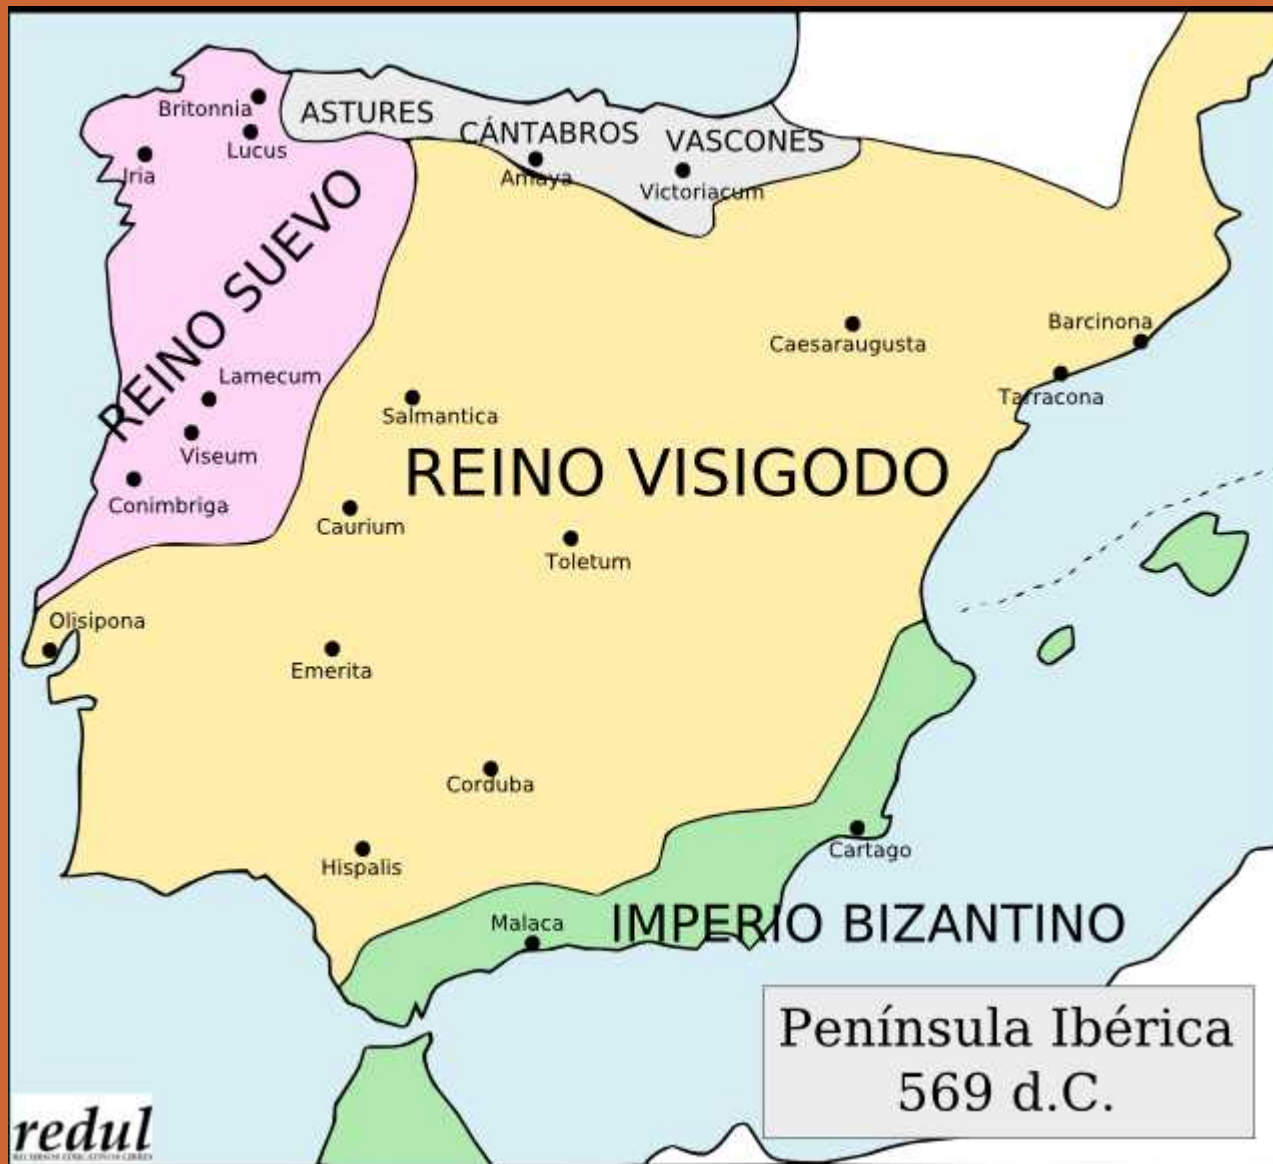 Britonnia
ASTURES
CÁNTABROS
VASCONES
Lucus
Iria
Amaya
Victoriacum
REINO SUEVO
Barcinona
Caesaraugusta
Lamecum
Tarracona
Salmantica
Viseum
REINO VISIGODO
Conimbriga
Caurium
Toletum
Olisipona
Emerita
Corduba
Hispalis
Cartago
Malaca
IMPERIO BIZANTINO
Península Ibérica
569 d.C.
redul